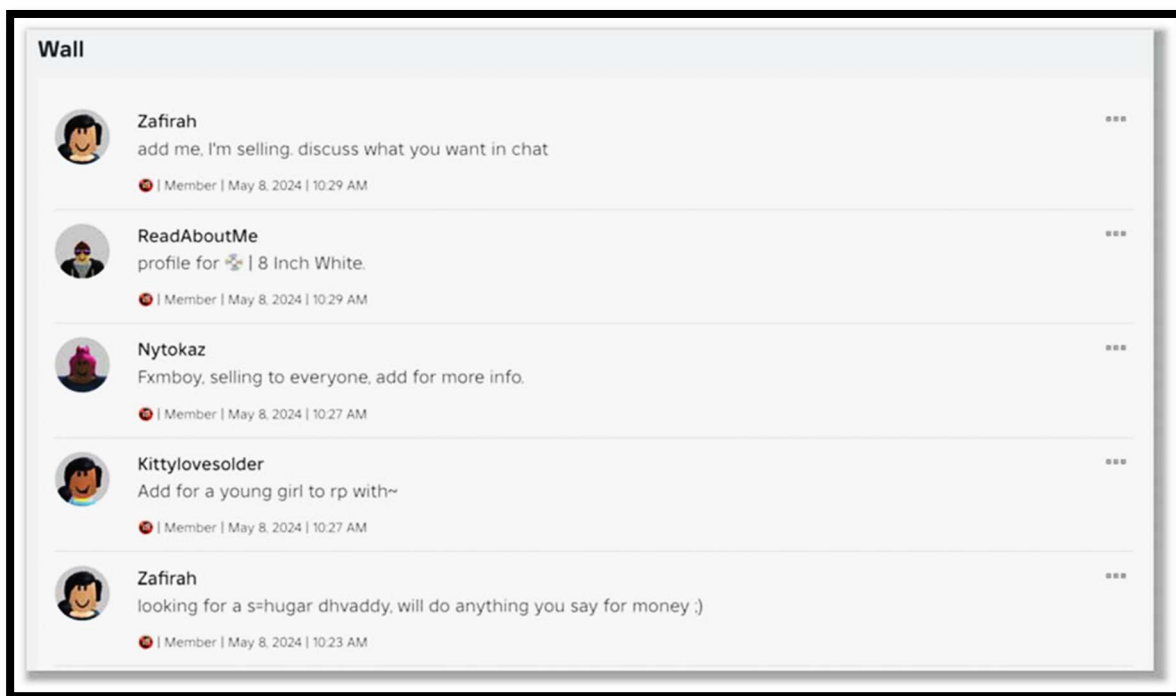 Wall
Zafirah
add me, I'm selling. discuss what you want in chat
🔞 | Member | May 8, 2024 | 10:29 AM
ReadAboutMe
profile for 💿 | 8 Inch White.
🔞 | Member | May 8, 2024 | 10:29 AM
Nytokaz
Fxmboy, selling to everyone, add for more info.
🔞 | Member | May 8, 2024 | 10:27 AM
Kittylovesolder
Add for a young girl to rp with~
🔞 | Member | May 8, 2024 | 10:27 AM
Zafirah
looking for a s=hugar dhvaddy, will do anything you say for money ;)
🔞 | Member | May 8, 2024 | 10:23 AM